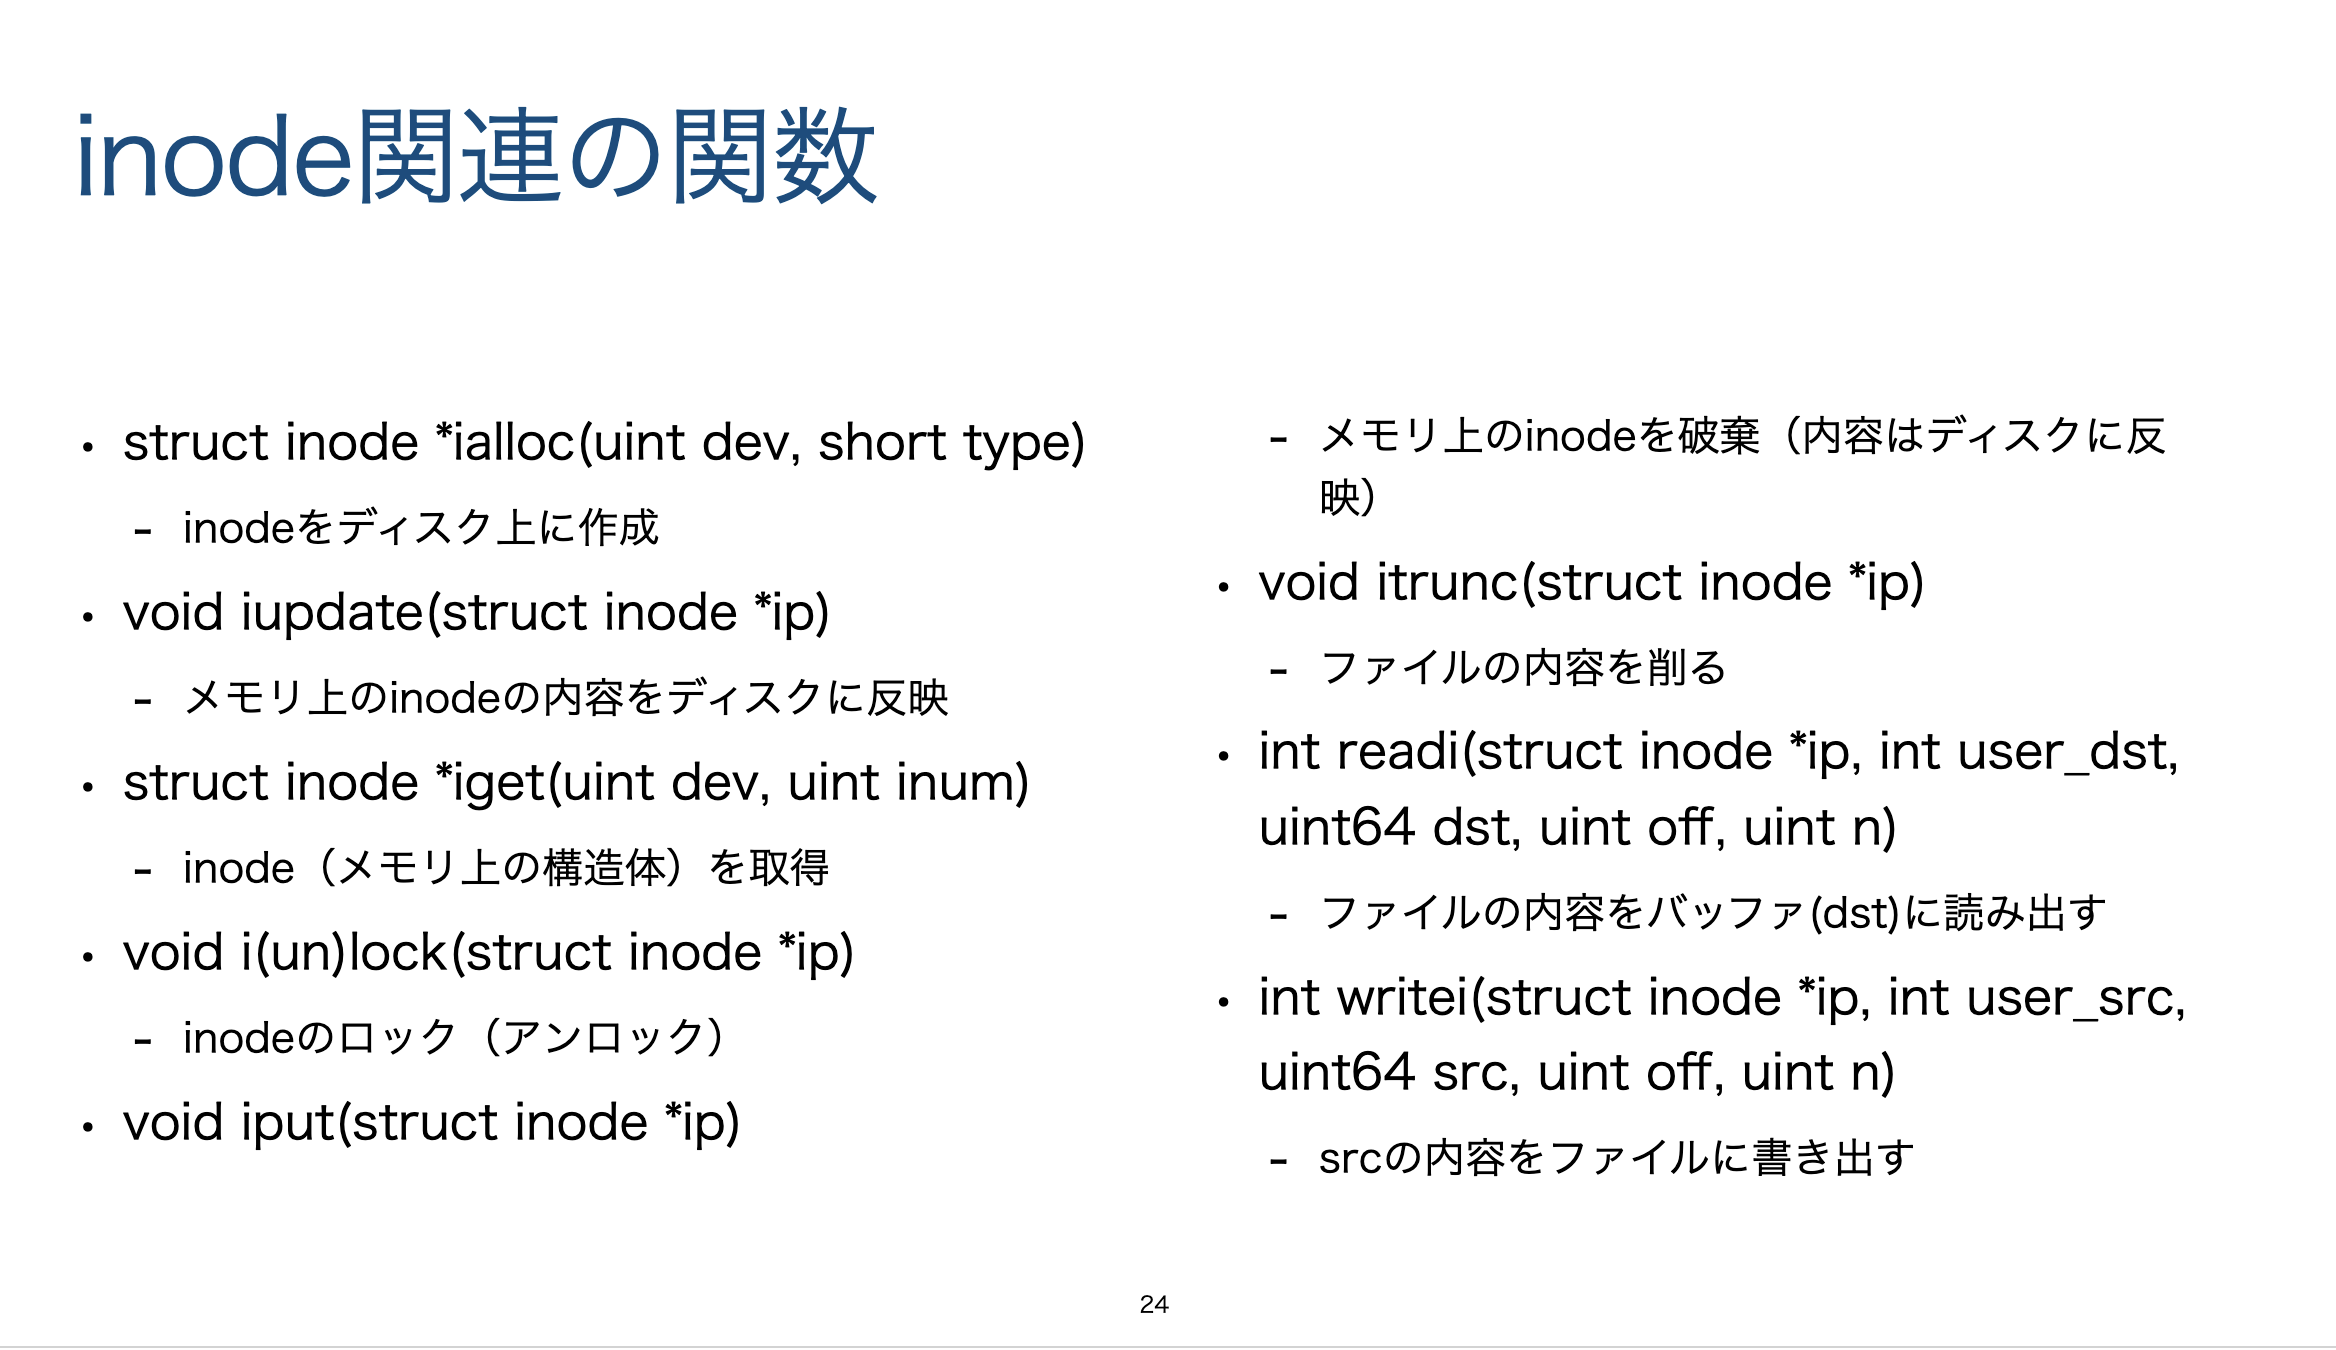 inode関連の関数
• struct inode *ialloc(uint dev, short type)
- inodeをディスク上に作成
• void iupdate(struct inode *ip)
- メモリ上のinodeの内容をディスクに反映
• struct inode *iget(uint dev, uint inum)
- inode（メモリ上の構造体）を取得
• void i(un)lock(struct inode *ip)
- inodeのロック（アンロック）
• void iput(struct inode *ip)
- メモリ上のinodeを破棄（内容はディスクに反
映）
• void itrunc(struct inode *ip)
- ファイルの内容を削る
• int readi(struct inode *ip, int user_dst,
uint64 dst, uint off, uint n)
- ファイルの内容をバッファ(dst)に読み出す
• int writei(struct inode *ip, int user_src,
uint64 src, uint off, uint n)
- srcの内容をファイルに書き出す
24